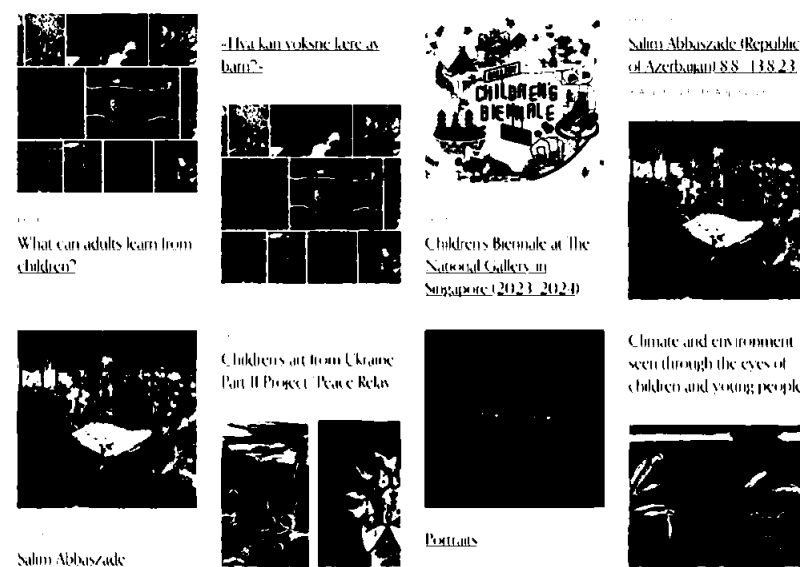 What can adults learn from
children?
«Hva kan voksne lære av
barn?»
CHILDREN'S
BIENNALE
Children's Biennale at The
National Gallery in
Singapore (2023-2024)
Salim Abbaszade (Republic
of Azerbaijan) 8.8 - 13.8.23
Salim Abbaszade
Children's art from Ukraine
Part II Project "Peace Relay
Portraits
Climate and environment
seen through the eyes of
children and young people